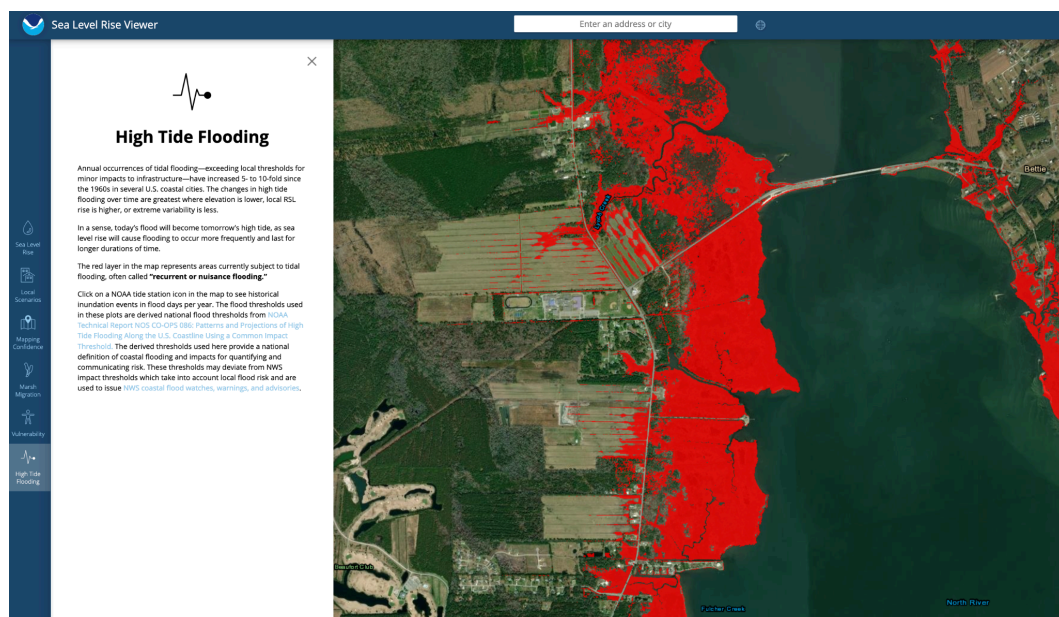 Sea Level Rise Viewer
Enter an address or city
High Tide Flooding
Annual occurrences of tidal flooding—exceeding local thresholds for
minor impacts to infrastructure—have increased 5- to 10-fold since
the 1960s in several U.S. coastal cities. The changes in high tide
flooding over time are greatest where elevation is lower, local RSL
rise is higher, or extreme variability is less.
In a sense, today's flood will become tomorrow's high tide, as sea
level rise will cause flooding to occur more frequently and last for
longer durations of time.
The red layer in the map represents areas currently subject to tidal
flooding, often called "recurrent or nuisance flooding."
Click on a NOAA tide station icon in the map to see historical
inundation events in flood days per year. The flood thresholds used
in these plots are derived national flood thresholds from NOAA
Technical Report NOS CO-OPS 086: Patterns and Projections of High
Tide Flooding Along the U.S. Coastline Using a Common Impact
Threshold. The derived thresholds used here provide a national
definition of coastal flooding and impacts for quantifying and
communicating risk. These thresholds may deviate from NWS
impact thresholds which take into account local flood risk and are
used to issue NWS coastal flood watches, warnings, and advisories.
Sea Level
Rise
Local
Scenarios
Mapping
Confidence
Marsh
Migration
Vulnerability
High Tide
Flooding
Bettie
Fulcher Creek
North River